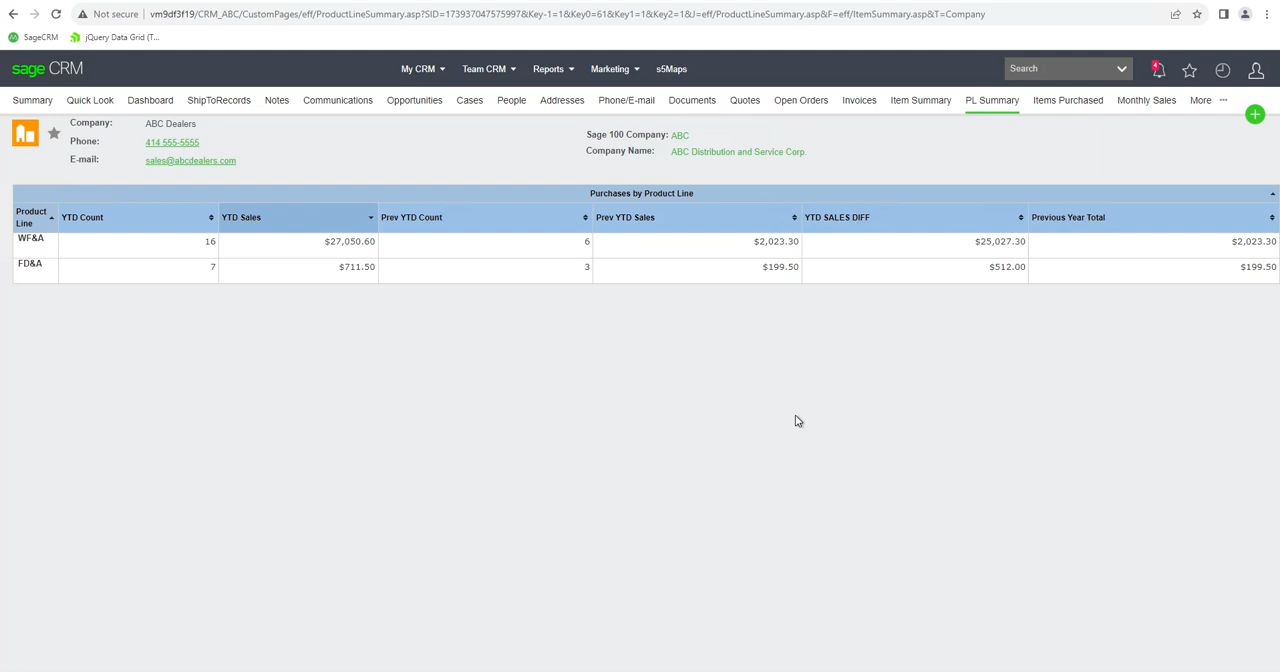 Not secure | vm9df3f19/CRM_ABC/CustomPages/eff/ProductLineSummary.asp?SID=173937047575997&Key-1=1&Key0=61&Key1=1&Key2=1&J=eff/ProductLineSummary.asp&F=eff/ItemSummary.asp&T=Company
SageCRM jQuery Data Grid (T...
sage CRM My CRM Team CRM Reports Marketing s5Maps Search 4
Summary Quick Look Dashboard ShipToRecords Notes Communications Opportunities Cases People Addresses Phone/E-mail Documents Quotes Open Orders Invoices Item Summary PL Summary Items Purchased Monthly Sales More ...
Company: ABC Dealers
Phone: 414 555-5555
E-mail: sales@abcdealers.com
Sage 100 Company: ABC
Company Name: ABC Distribution and Service Corp.
Purchases by Product Line
Product Line YTD Count YTD Sales Prev YTD Count Prev YTD Sales YTD SALES DIFF Previous Year Total
WF&A 16 $27,050.60 6 $2,023.30 $25,027.30 $2,023.30
FD&A 7 $711.50 3 $199.50 $512.00 $199.50